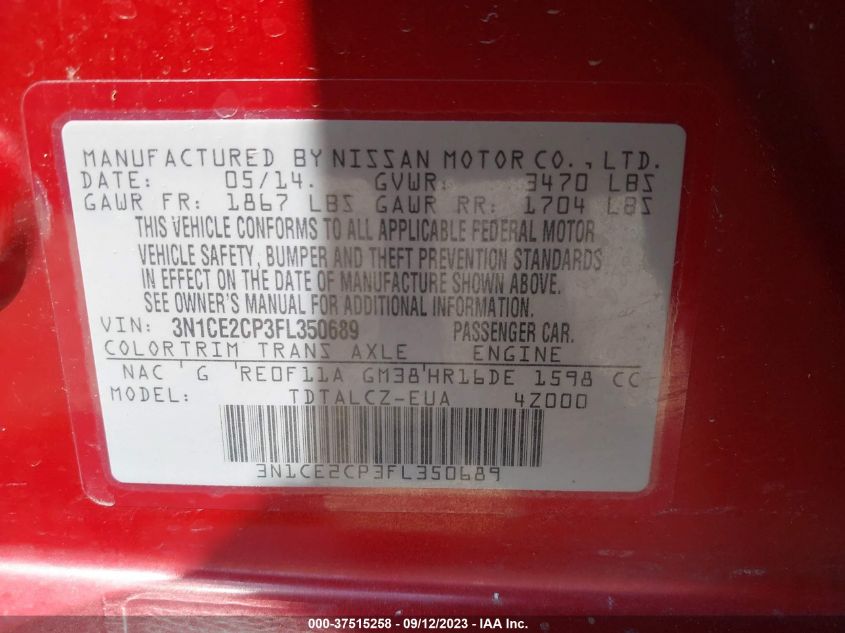 MANUFACTURED BY NISSAN MOTOR CO., LTD.
DATE: 05/14. GVWR: 3470 LBS
GAWR FR: 1867 LBS GAWR RR: 1704 LBS
THIS VEHICLE CONFORMS TO ALL APPLICABLE FEDERAL MOTOR
VEHICLE SAFETY, BUMPER AND THEFT PREVENTION STANDARDS
IN EFFECT ON THE DATE OF MANUFACTURE SHOWN ABOVE.
SEE OWNER'S MANUAL FOR ADDITIONAL INFORMATION.
VIN: 3N1CE2CP3FL350689 PASSENGER CAR.
COLORTRIM TRANS AXLE ENGINE
NAC G RE0F11A GM38 HR16DE 1598 CC
MODEL: TDTALCZ-EUA 4Z000
3N1CE2CP3FL350689
000-37515258 - 09/12/2023 - IAA Inc.